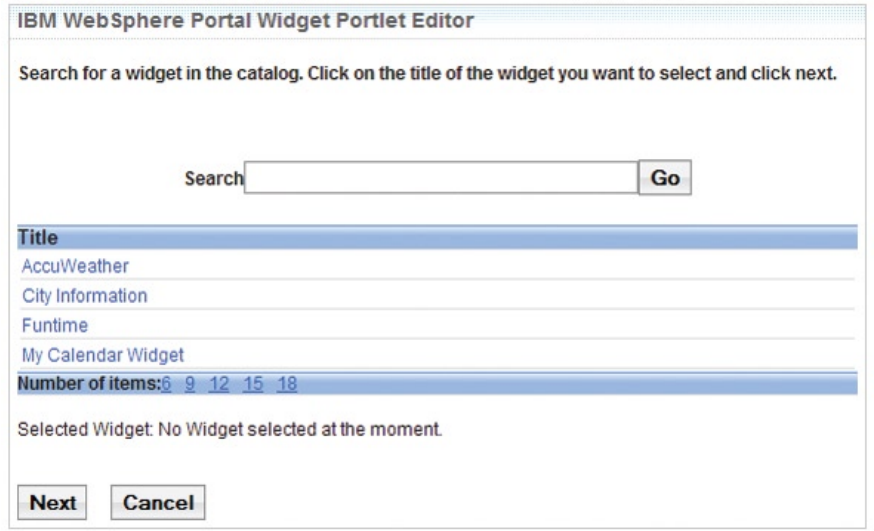 IBM WebSphere Portal Widget Portlet Editor
Search for a widget in the catalog. Click on the title of the widget you want to select and click next.
Search Go
Title
AccuWeather
City Information
Funtime
My Calendar Widget
Number of items:6 9 12 15 18
Selected Widget: No Widget selected at the moment.
Next Cancel